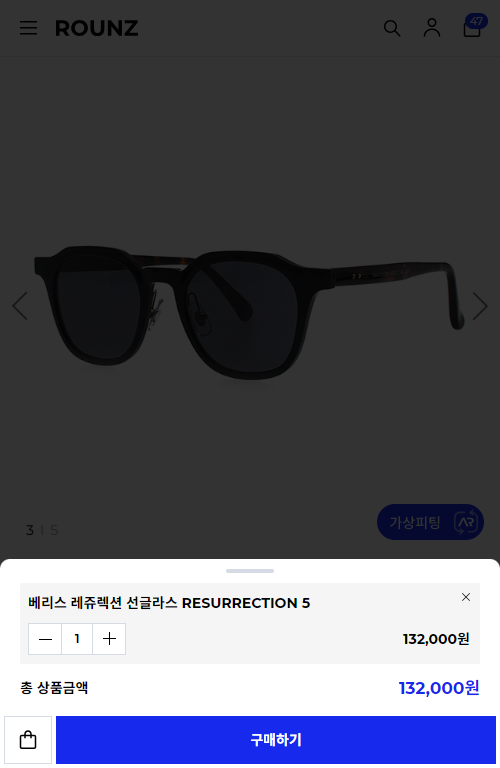 ROUNZ
47
3 | 5
가상피팅 AR
베리스 레쥬렉션 선글라스 RESURRECTION 5
1
132,000원
총 상품금액 132,000원
구매하기